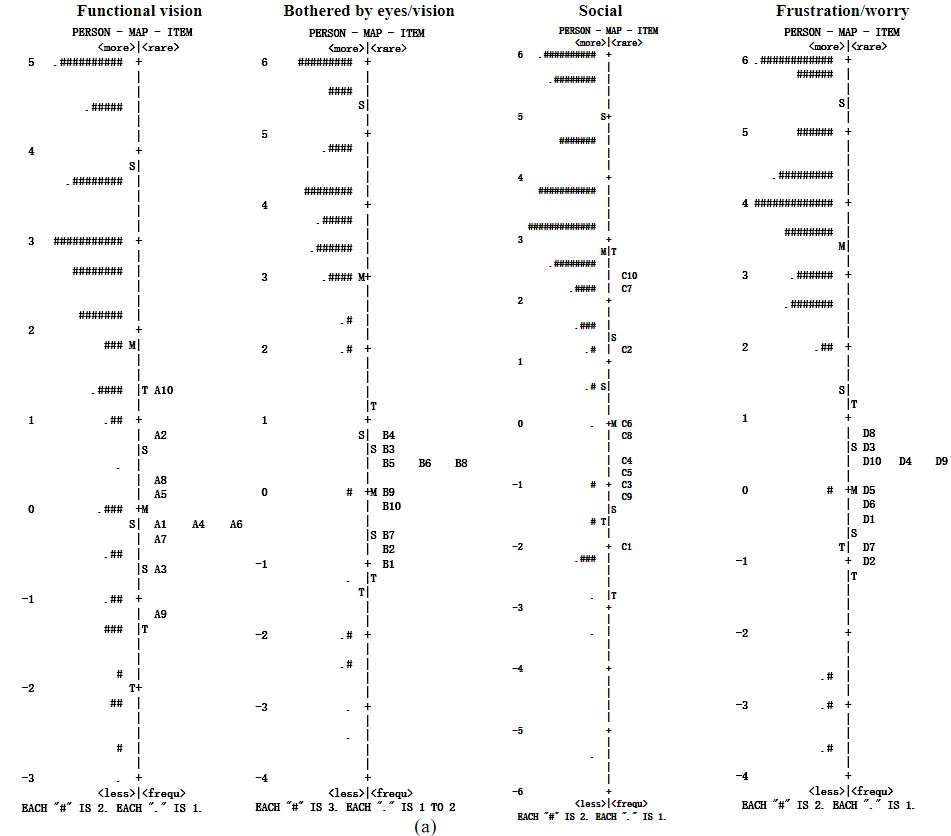 Functional vision
PERSON - MAP - ITEM
<more>|<rare>
5 .########## +
.##### |
4 +
S|
.######## |
3 ########### +
######## |
####### |
2 +
### M|
.#### |T A10
1 .## +
| A2
|S
. |
| A8
| A5
0 .### +M
S| A1 A4 A6
| A7
.## |
|S A3
-1 .## +
| A9
### |T
# |
-2 T+
## |
# |
-3 . +
<less>|<frequ>
EACH "#" IS 2. EACH "." IS 1.
Bothered by eyes/vision
PERSON - MAP - ITEM
<more>|<rare>
6 ######### +
#### |
S|
5 +
.#### |
######## |
4 +
.##### |
.###### |
3 .#### M+
.# |
2 .# +
|T
1 +
S| B4
|S B3
| B5 B6 B8
0 # +M B9
| B10
|S B7
| B2
-1 + B1
. |T
T|
-2 .# +
.# |
-3 . +
. |
-4 +
<less>|<frequ>
EACH "#" IS 3. EACH "." IS 1 TO 2
Social
PERSON - MAP - ITEM
<more>|<rare>
6 .########## +
.######## |
5 S+
####### |
4 +
########### |
############# |
3 +
M|T
.######## |
| C10
.#### | C7
2 +
.### |
|S
.# | C2
1 +
.# S|
0 . +M C6
| C8
| C4
| C5
-1 # + C3
| C9
|S
# T|
-2 + C1
.### |
. |T
-3 +
. |
-4 +
-5 +
. |
-6 +
<less>|<frequ>
EACH "#" IS 2. EACH "." IS 1.
Frustration/worry
PERSON - MAP - ITEM
<more>|<rare>
6 .############ +
###### |
S|
5 ###### +
.######### |
4 ############# +
######## |
M|
3 .###### +
.####### |
2 .## +
S|
|T
1 +
| D8
|S D3
| D10 D4 D9
0 # +M D5
| D6
| D1
|S
T| D7
-1 + D2
|T
-2 +
.# |
-3 .# +
.# |
-4 +
<less>|<frequ>
EACH "#" IS 2. EACH "." IS 1.
(a)